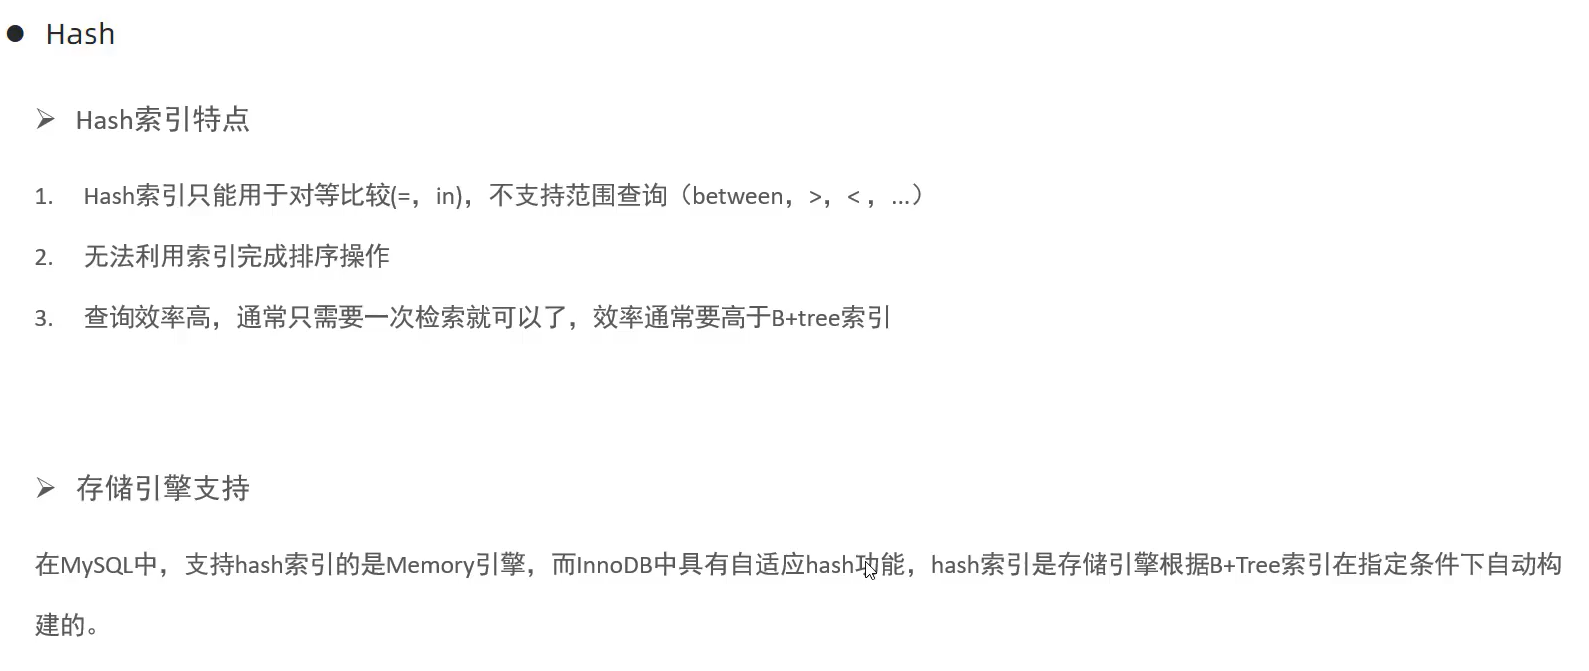 ● Hash
➢ Hash索引特点
1. Hash索引只能用于对等比较(=，in)，不支持范围查询（between，>，< ，...）
2. 无法利用索引完成排序操作
3. 查询效率高，通常只需要一次检索就可以了，效率通常要高于B+tree索引
➢ 存储引擎支持
在MySQL中，支持hash索引的是Memory引擎，而InnoDB中具有自适应hash功能，hash索引是存储引擎根据B+Tree索引在指定条件下自动构
建的。